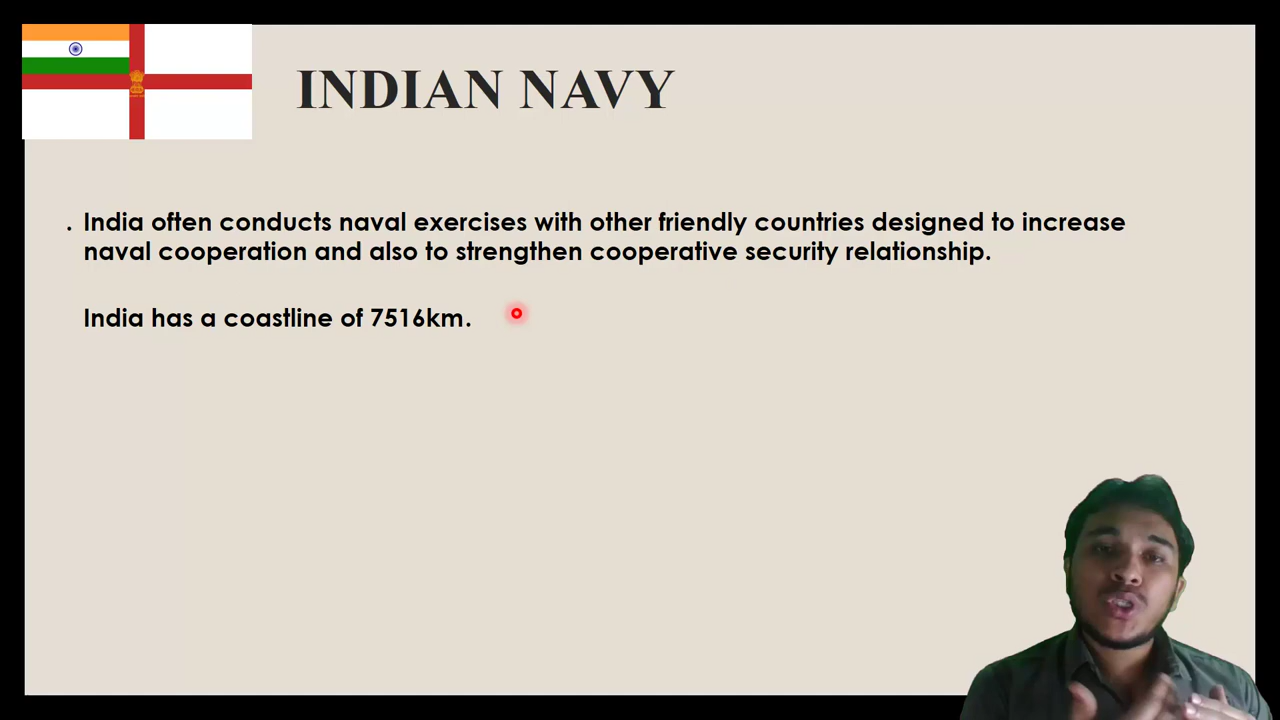 INDIAN NAVY
. India often conducts naval exercises with other friendly countries designed to increase
naval cooperation and also to strengthen cooperative security relationship.
India has a coastline of 7516km.